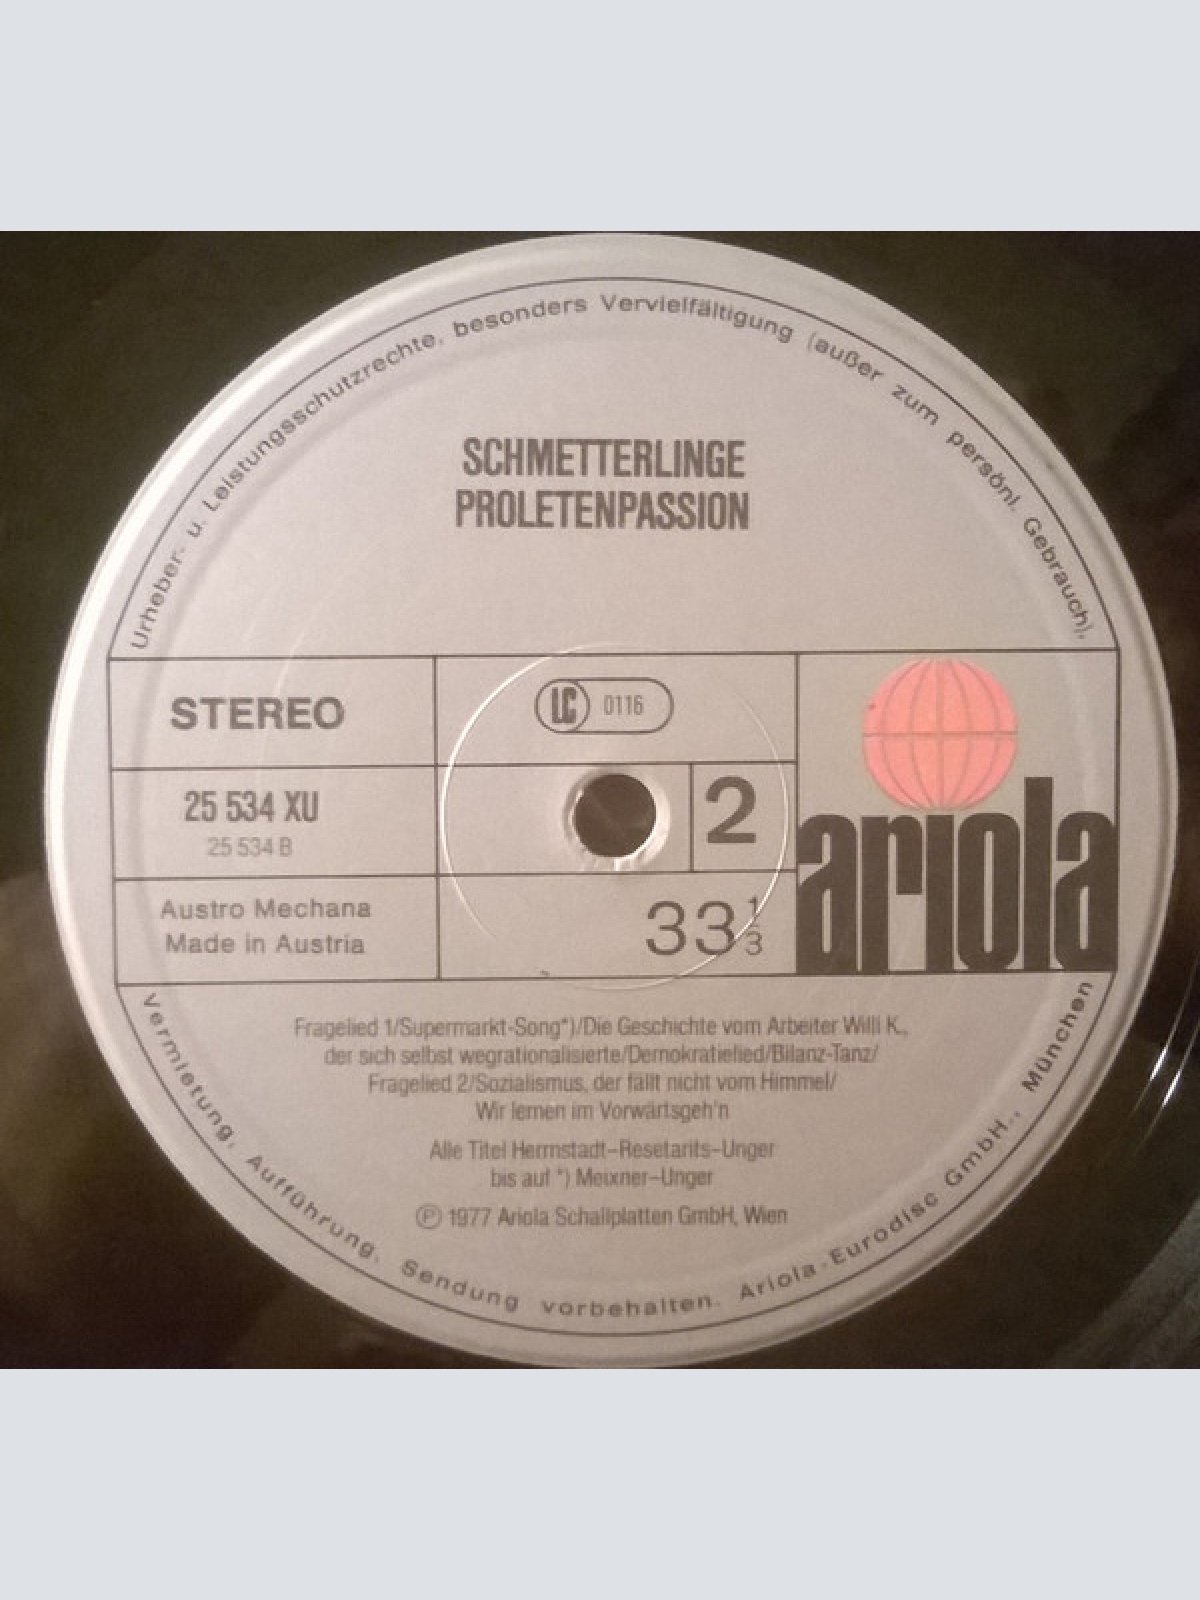 Urheber- u. Leistungsschutzrechte, besonders Vervielfältigung (außer zum persönl. Gebrauch),
SCHMETTERLINGE
PROLETENPASSION
STEREO
LC 0116
25 534 XU
25 534 B
2
Austro Mechana
Made in Austria
33 1/3
ariola
Fragelied 1/Supermarkt-Song*)/Die Geschichte vom Arbeiter Willi K.,
der sich selbst wegrationalisierte/Demokratielied/Bilanz-Tanz/
Fragelied 2/Sozialismus, der fällt nicht vom Himmel/
Wir lernen im Vorwärtsgeh'n
Alle Titel Herrnstadt-Resetarits-Unger
bis auf *) Meixner-Unger
Ⓟ 1977 Ariola Schallplatten GmbH, Wien
Vermietung, Aufführung, Sendung vorbehalten. Ariola-Eurodisc GmbH., München